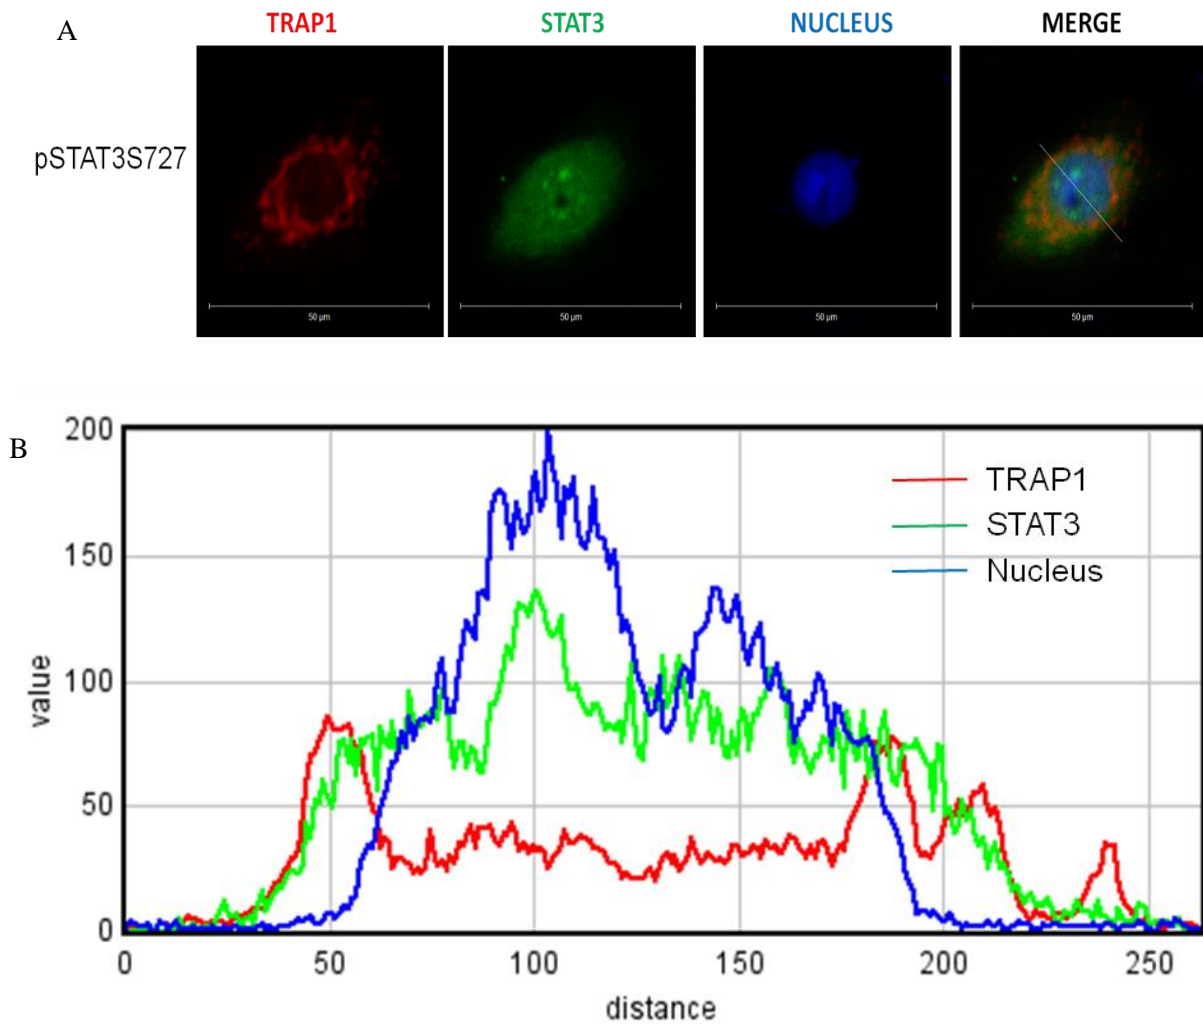 A
TRAP1 STAT3 NUCLEUS MERGE
pSTAT3S727
50 µm 50 µm 50 µm 50 µm
B
200
150
100
50
0
value
TRAP1
STAT3
Nucleus
0 50 100 150 200 250
distance